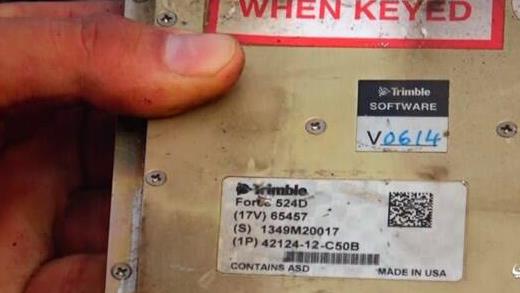 WHEN KEYED
Trimble
SOFTWARE
V0614
Trimble
Force 524D
(17V) 65457
(S) 1349M20017
(1P) 42124-12-C50B
CONTAINS ASD
MADE IN USA